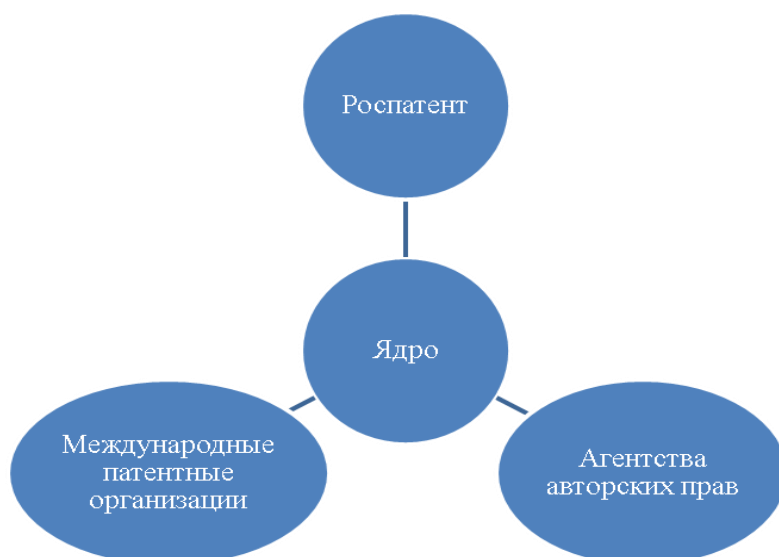 Роспатент
Ядро
Международные
патентные
организации
Агентства
авторских прав